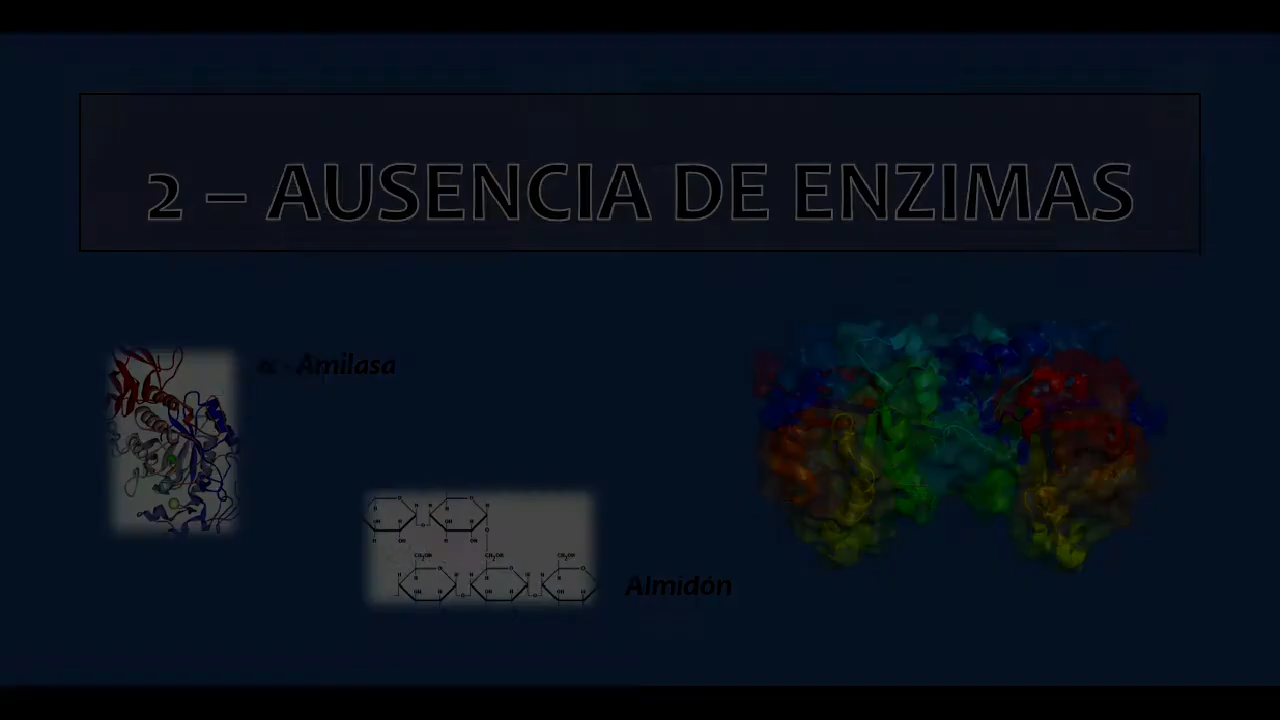 2 – AUSENCIA DE ENZIMAS
α - Amilasa
Almidón